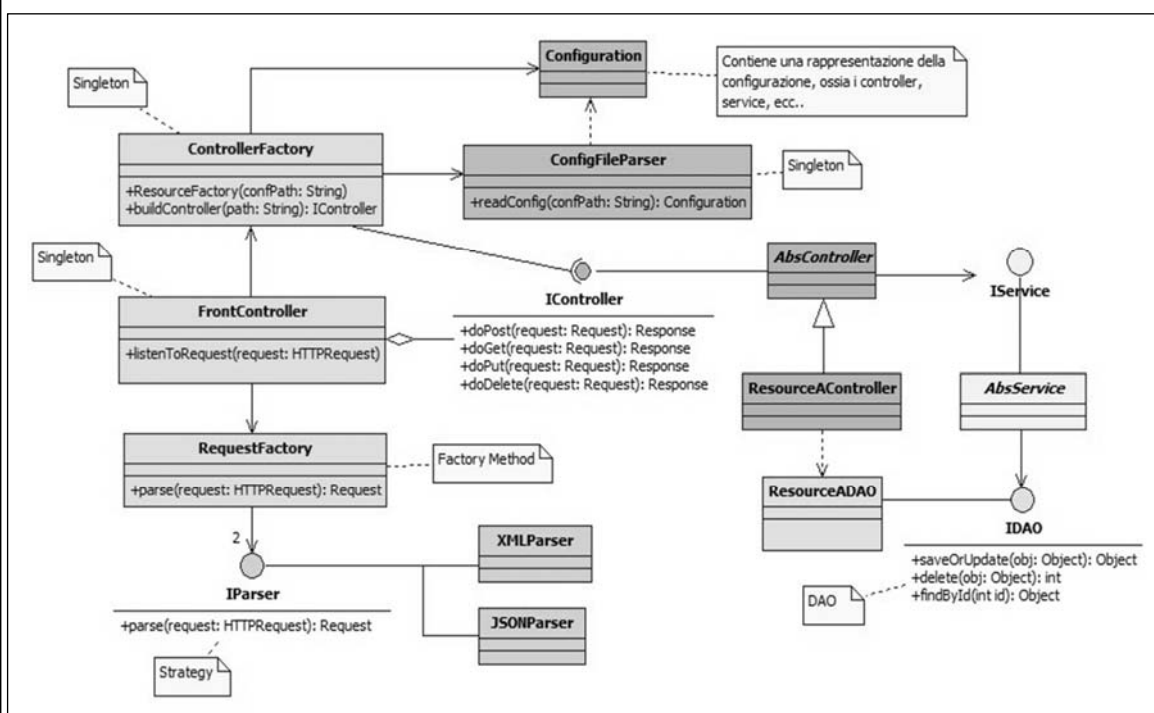 Configuration
Contiene una rappresentazione della
configurazione, ossia i controller,
service, ecc..
Singleton
ControllerFactory
+ResourceFactory(confPath: String)
+buildController(path: String): IController
ConfigFileParser
+readConfig(confPath: String): Configuration
Singleton
Singleton
FrontController
+listenToRequest(request: HTTPRequest)
IController
+doPost(request: Request): Response
+doGet(request: Request): Response
+doPut(request: Request): Response
+doDelete(request: Request): Response
AbsController
IService
ResourceAController
AbsService
RequestFactory
+parse(request: HTTPRequest): Request
Factory Method
ResourceADAO
IDAO
+saveOrUpdate(obj: Object): Object
+delete(obj: Object): int
+findById(int id): Object
DAO
2
IParser
+parse(request: HTTPRequest): Request
Strategy
XMLParser
JSONParser